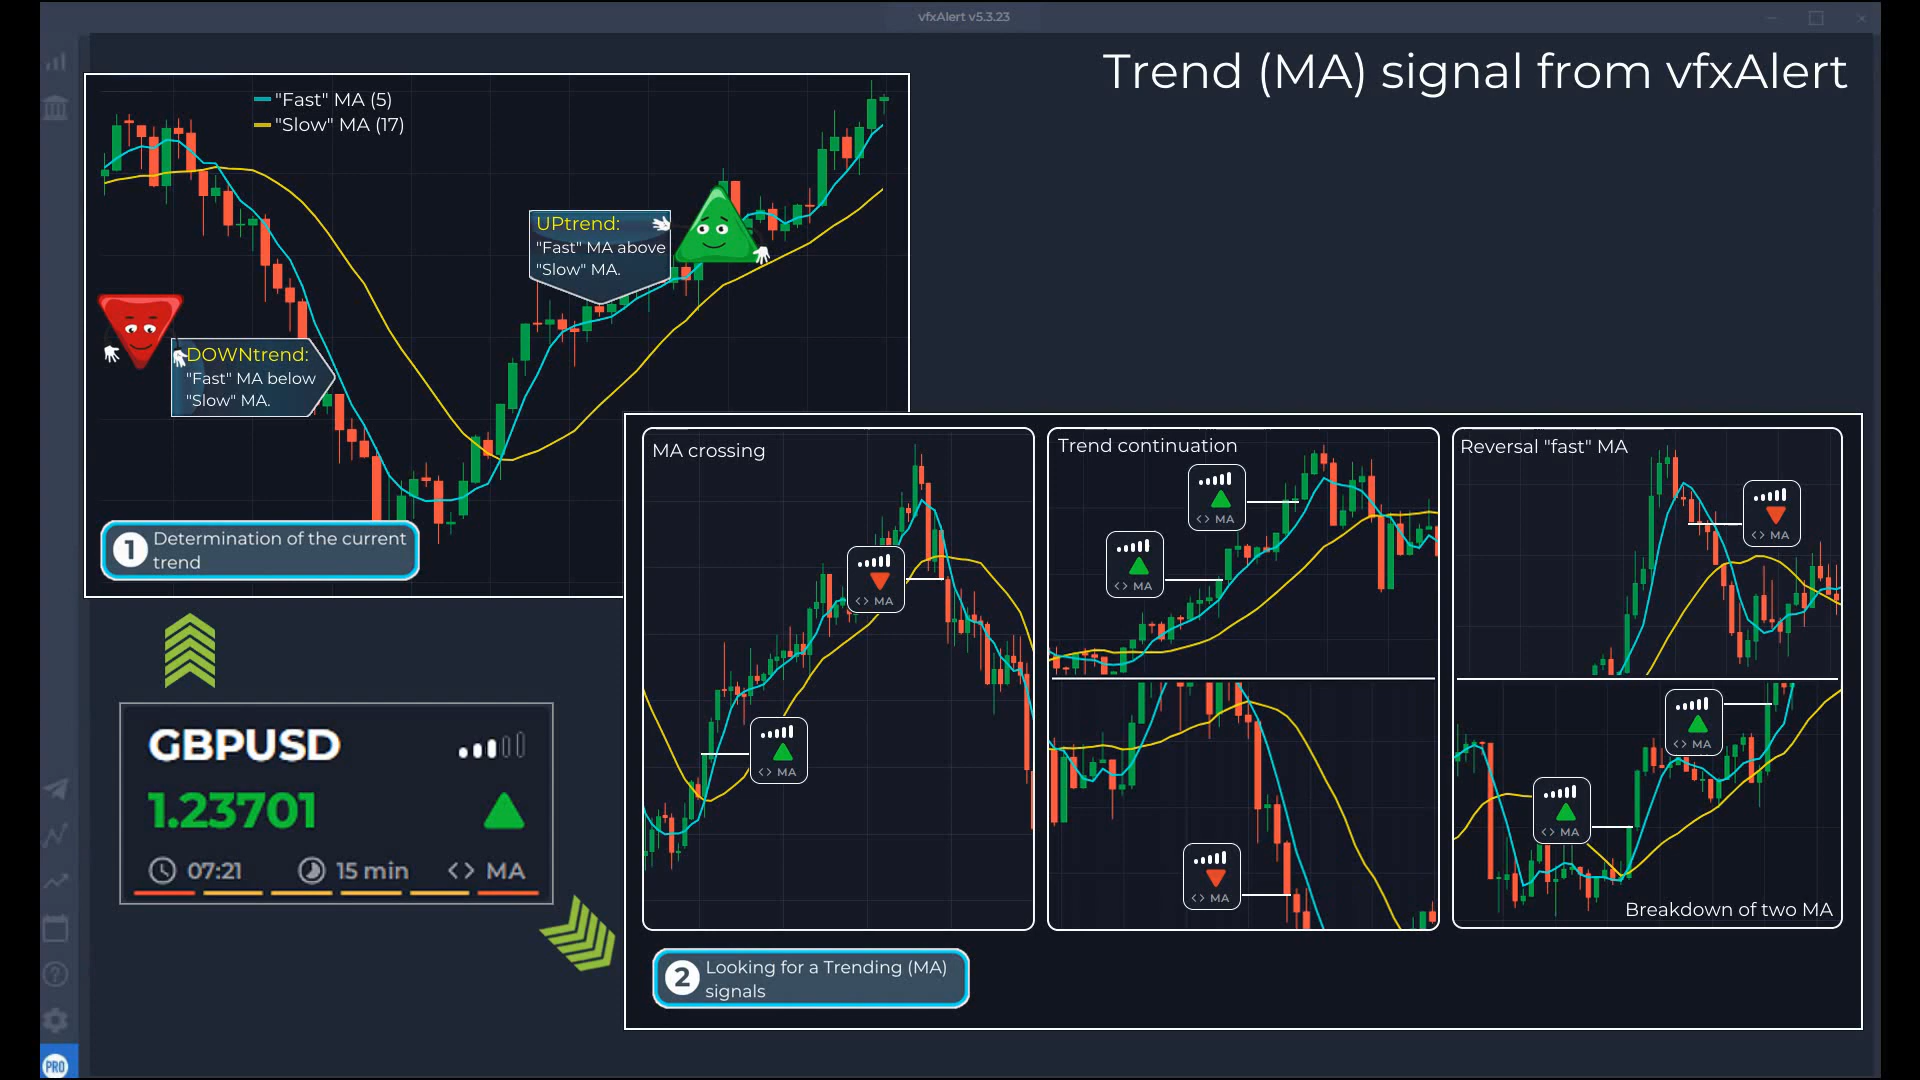 vfxAlert v5.3.23
Trend (MA) signal from vfxAlert
"Fast" MA (5)
"Slow" MA (17)
UPtrend:
"Fast" MA above
"Slow" MA.
DOWNtrend:
"Fast" MA below
"Slow" MA.
1
Determination of the current
trend
GBPUSD
1.23701
07:21
15 min
<> MA
MA crossing
<> MA
<> MA
Trend continuation
<> MA
<> MA
<> MA
Reversal "fast" MA
<> MA
<> MA
<> MA
Breakdown of two MA
2
Looking for a Trending (MA)
signals
PRO